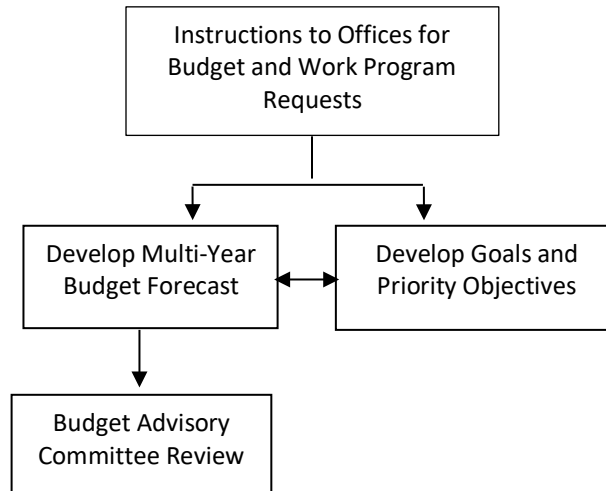 Instructions to Offices for
Budget and Work Program
Requests
Develop Multi-Year
Budget Forecast
Develop Goals and
Priority Objectives
Budget Advisory
Committee Review